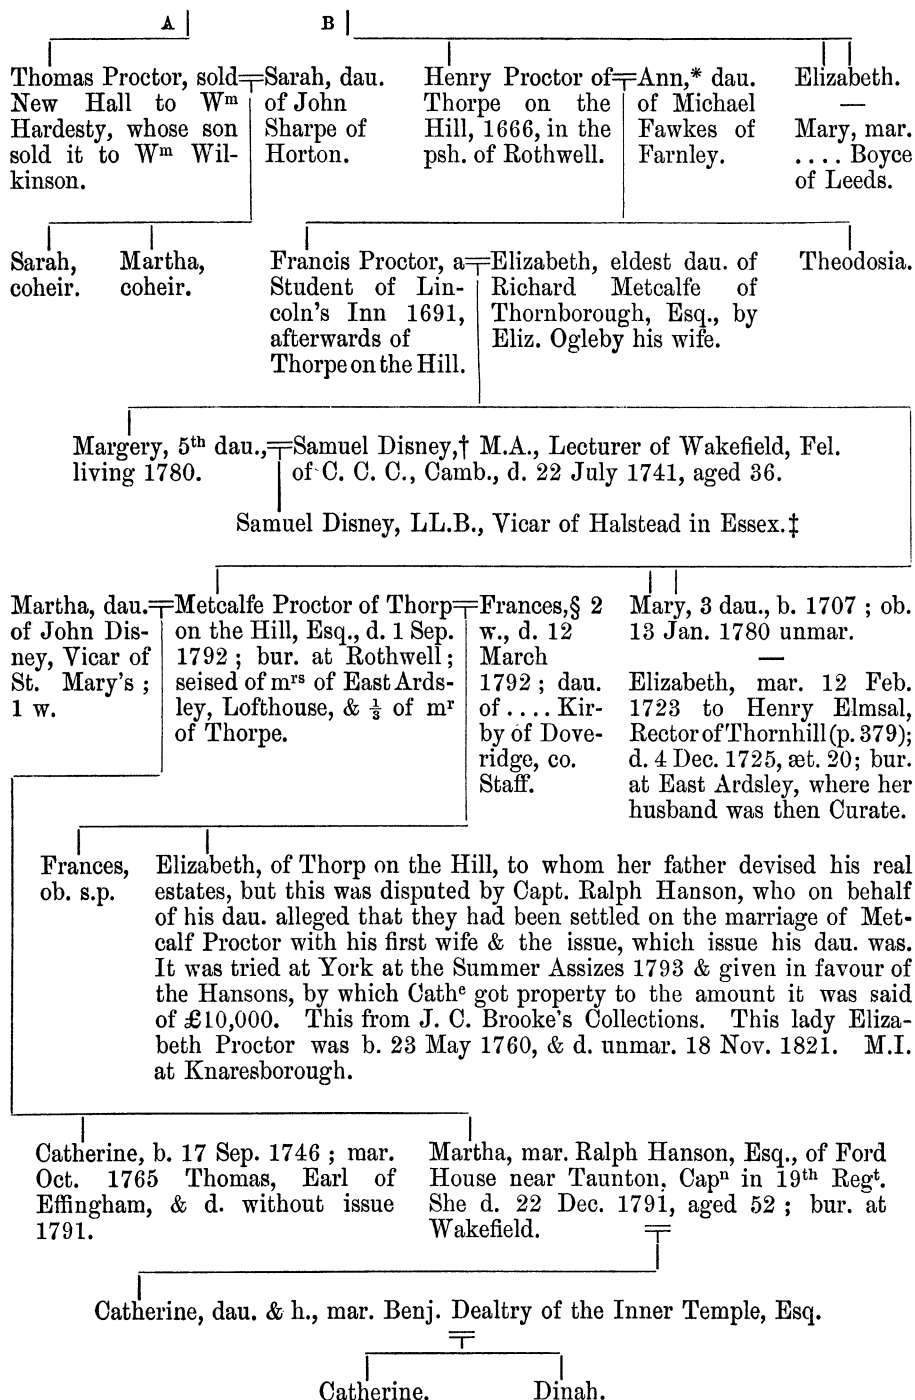 A B
Thomas Proctor, sold
New Hall to Wm
Hardesty, whose son
sold it to Wm Wil-
kinson.
Sarah, dau.
of John
Sharpe of
Horton.
Henry Proctor of
Thorpe on the
Hill, 1666, in the
psh. of Rothwell.
Ann,* dau.
of Michael
Fawkes of
Farnley.
Elizabeth.
—
Mary, mar.
.... Boyce
of Leeds.
Sarah,
coheir.
Martha,
coheir.
Francis Proctor, a
Student of Lin-
coln's Inn 1691,
afterwards of
Thorpe on the Hill.
Elizabeth, eldest dau. of
Richard Metcalfe of
Thornborough, Esq., by
Eliz. Ogleby his wife.
Theodosia.
Margery, 5th dau.,
living 1780.
Samuel Disney,† M.A., Lecturer of Wakefield, Fel.
of C. C. C., Camb., d. 22 July 1741, aged 36.
Samuel Disney, LL.B., Vicar of Halstead in Essex.‡
Martha, dau.
of John Dis-
ney, Vicar of
St. Mary's ;
1 w.
Metcalfe Proctor of Thorp
on the Hill, Esq., d. 1 Sep.
1792 ; bur. at Rothwell ;
seised of mrs of East Ards-
ley, Lofthouse, & ⅓ of mr
of Thorpe.
Frances,§ 2
w., d. 12
March
1792 ; dau.
of .... Kir-
by of Dove-
ridge, co.
Staff.
Mary, 3 dau., b. 1707 ; ob.
13 Jan. 1780 unmar.
—
Elizabeth, mar. 12 Feb.
1723 to Henry Elmsal,
Rector of Thornhill (p. 379);
d. 4 Dec. 1725, æt. 20; bur.
at East Ardsley, where her
husband was then Curate.
Frances,
ob. s.p.
Elizabeth, of Thorp on the Hill, to whom her father devised his real
estates, but this was disputed by Capt. Ralph Hanson, who on behalf
of his dau. alleged that they had been settled on the marriage of Met-
calf Proctor with his first wife & the issue, which issue his dau. was.
It was tried at York at the Summer Assizes 1793 & given in favour of
the Hansons, by which Cathe got property to the amount it was said
of £10,000. This from J. C. Brooke's Collections. This lady Eliza-
beth Proctor was b. 23 May 1760, & d. unmar. 18 Nov. 1821. M.I.
at Knaresborough.
Catherine, b. 17 Sep. 1746 ; mar.
Oct. 1765 Thomas, Earl of
Effingham, & d. without issue
1791.
Martha, mar. Ralph Hanson, Esq., of Ford
House near Taunton, Capn in 19th Regt.
She d. 22 Dec. 1791, aged 52 ; bur. at
Wakefield.
Catherine, dau. & h., mar. Benj. Dealtry of the Inner Temple, Esq.
Catherine. Dinah.